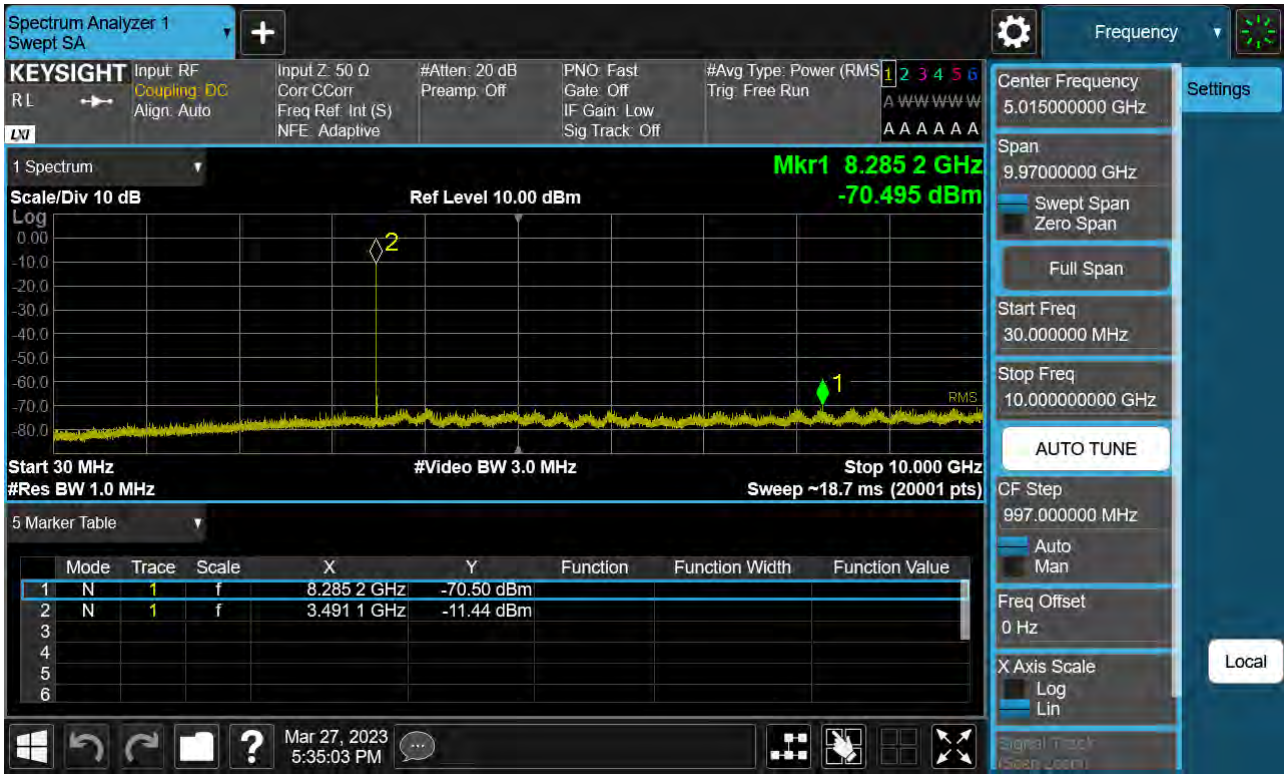 Spectrum Analyzer 1
Swept SA
+
Frequency
KEYSIGHT
RL
LXI
Input: RF
Coupling: DC
Align: Auto
Input Z: 50 Ω
Corr CCorr
Freq Ref: Int (S)
NFE: Adaptive
#Atten: 20 dB
Preamp: Off
PNO: Fast
Gate: Off
IF Gain: Low
Sig Track: Off
#Avg Type: Power (RMS
Trig: Free Run
1 2 3 4 5 6
A W W W W W
A A A A A A
1 Spectrum
Scale/Div 10 dB
Ref Level 10.00 dBm
Mkr1 8.285 2 GHz
-70.495 dBm
Log
0.00
-10.0
-20.0
-30.0
-40.0
-50.0
-60.0
-70.0
-80.0
2
1
RMS
Start 30 MHz
#Video BW 3.0 MHz
Stop 10.000 GHz
#Res BW 1.0 MHz
Sweep ~18.7 ms (20001 pts)
5 Marker Table
Mode Trace Scale X Y Function Function Width Function Value
1 N 1 f 8.285 2 GHz -70.50 dBm
2 N 1 f 3.491 1 GHz -11.44 dBm
3
4
5
6
Mar 27, 2023
5:35:03 PM
?
Center Frequency
5.015000000 GHz
Settings
Span
9.97000000 GHz
Swept Span
Zero Span
Full Span
Start Freq
30.000000 MHz
Stop Freq
10.000000000 GHz
AUTO TUNE
CF Step
997.000000 MHz
Auto
Man
Freq Offset
0 Hz
X Axis Scale
Log
Lin
Local
Signal Track
(Span Zoom)